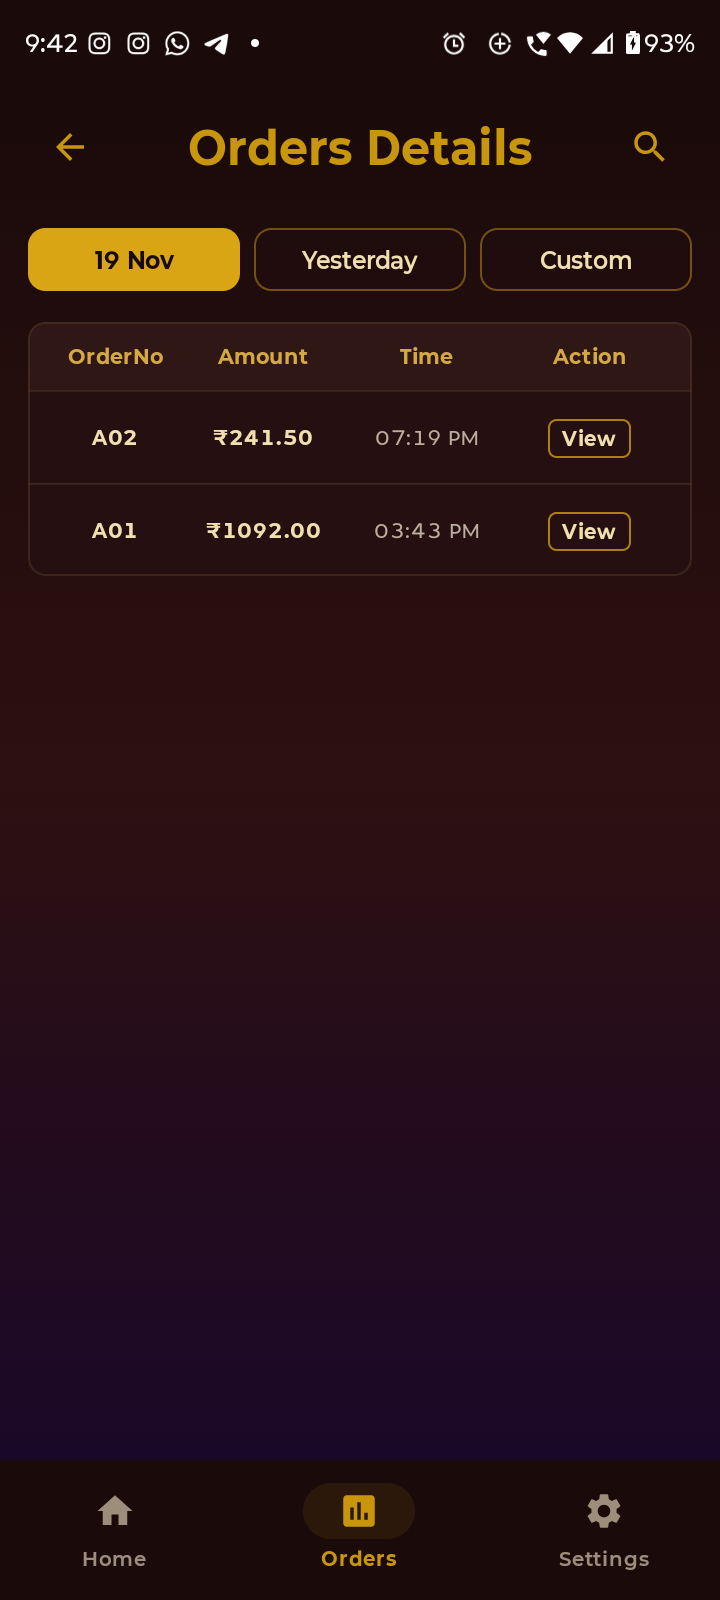 9:42 93%
Orders Details
19 Nov Yesterday Custom
OrderNo Amount Time Action
A02 ₹241.50 07:19 PM View
A01 ₹1092.00 03:43 PM View
Home Orders Settings